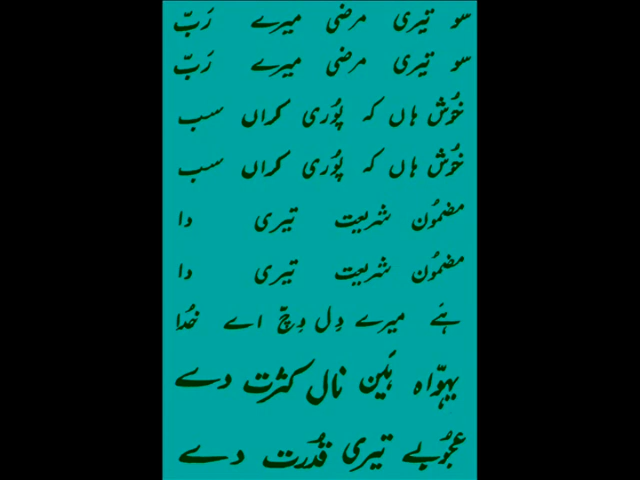 سو تیری مرضی میرے رَبّ
سو تیری مرضی میرے رَبّ
خُوش ہاں کہ پُوری کراں سب
خُوش ہاں کہ پُوری کراں سب
مضمُون شریعت تیری دا
مضمُون شریعت تیری دا
ہَے میرے دِل وِچّ اے خُدا
یہوّاہ ہَین نال کثرت دے
عجُوبے تیری قُدرت دے